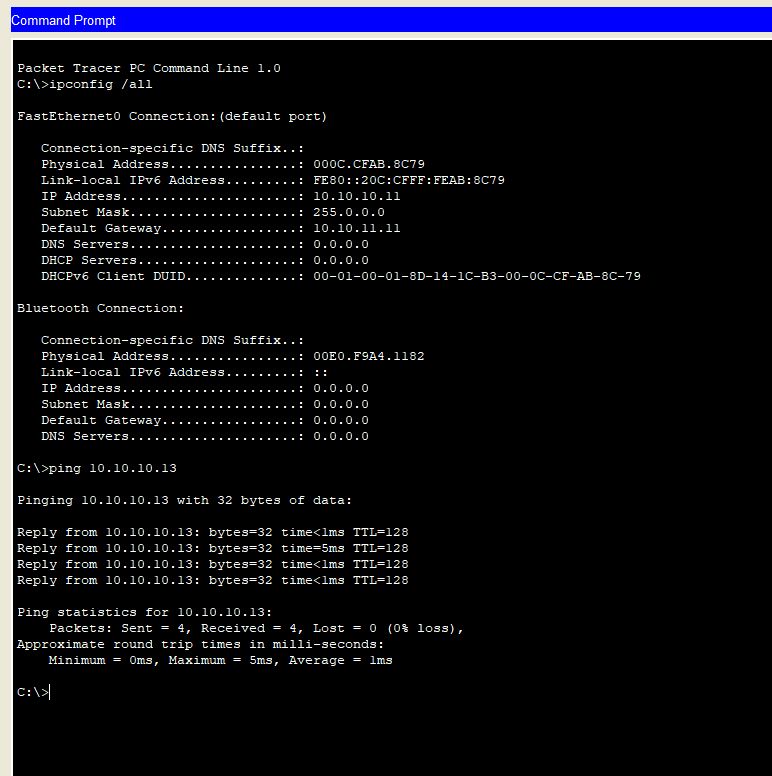 Command Prompt
Packet Tracer PC Command Line 1.0
C:\>ipconfig /all
FastEthernet0 Connection:(default port)
Connection-specific DNS Suffix..:
Physical Address................: 000C.CFAB.8C79
Link-local IPv6 Address.........: FE80::20C:CFFF:FEAB:8C79
IP Address......................: 10.10.10.11
Subnet Mask.....................: 255.0.0.0
Default Gateway.................: 10.10.11.11
DNS Servers.....................: 0.0.0.0
DHCP Servers....................: 0.0.0.0
DHCPv6 Client DUID..............: 00-01-00-01-8D-14-1C-B3-00-0C-CF-AB-8C-79
Bluetooth Connection:
Connection-specific DNS Suffix..:
Physical Address................: 00E0.F9A4.1182
Link-local IPv6 Address.........: ::
IP Address......................: 0.0.0.0
Subnet Mask.....................: 0.0.0.0
Default Gateway.................: 0.0.0.0
DNS Servers.....................: 0.0.0.0
C:\>ping 10.10.10.13
Pinging 10.10.10.13 with 32 bytes of data:
Reply from 10.10.10.13: bytes=32 time<1ms TTL=128
Reply from 10.10.10.13: bytes=32 time=5ms TTL=128
Reply from 10.10.10.13: bytes=32 time<1ms TTL=128
Reply from 10.10.10.13: bytes=32 time<1ms TTL=128
Ping statistics for 10.10.10.13:
Packets: Sent = 4, Received = 4, Lost = 0 (0% loss),
Approximate round trip times in milli-seconds:
Minimum = 0ms, Maximum = 5ms, Average = 1ms
C:\>